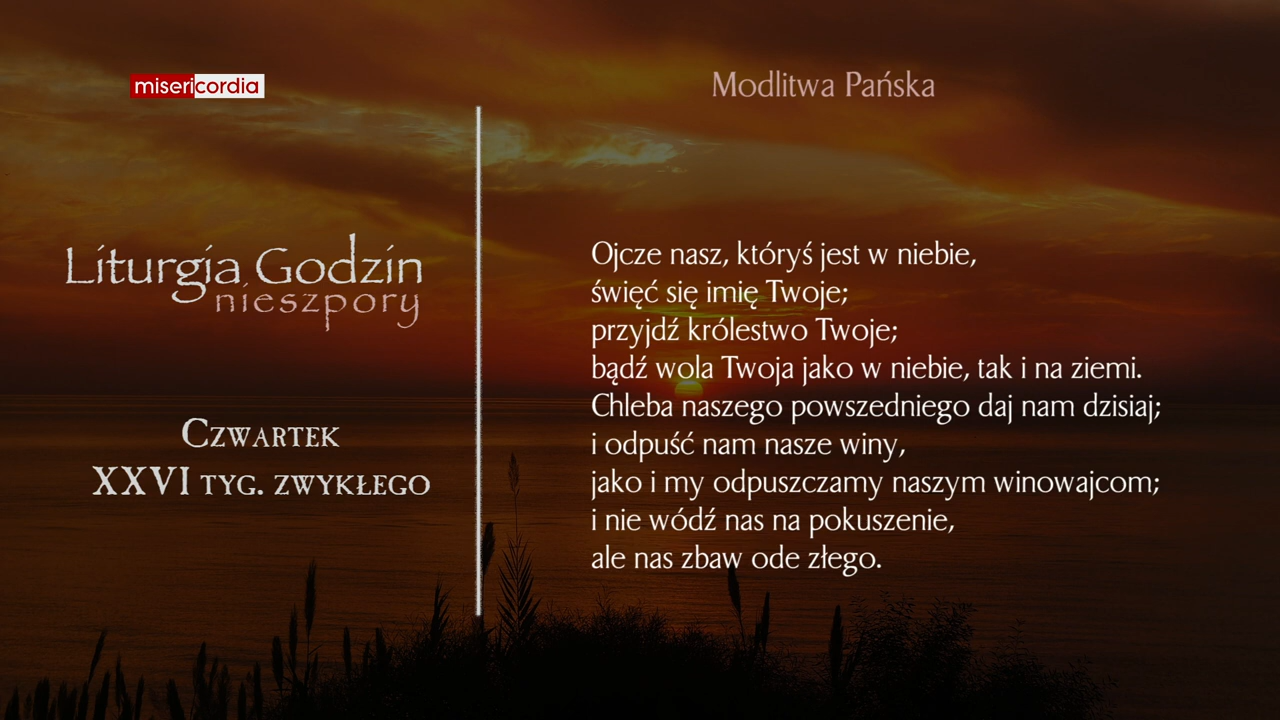 misericordia
Modlitwa Pańska
Liturgia Godzin
nieszpory
Czwartek
XXVI tyg. zwykłego
Ojcze nasz, któryś jest w niebie,
święć się imię Twoje;
przyjdź królestwo Twoje;
bądź wola Twoja jako w niebie, tak i na ziemi.
Chleba naszego powszedniego daj nam dzisiaj;
i odpuść nam nasze winy,
jako i my odpuszczamy naszym winowajcom;
i nie wódź nas na pokuszenie,
ale nas zbaw ode złego.